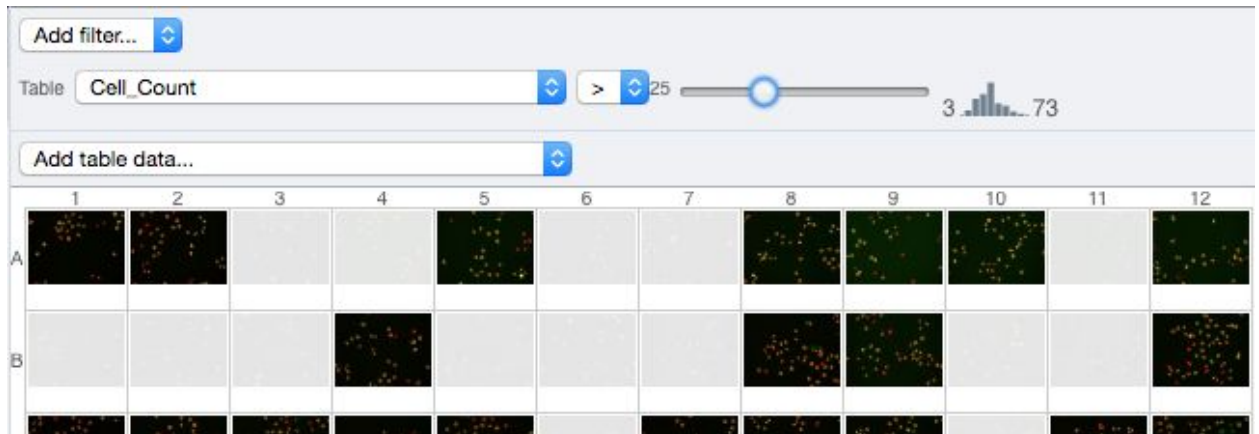 Add filter...
Table Cell_Count > 25 3 73
Add table data...
1 2 3 4 5 6 7 8 9 10 11 12
A
B